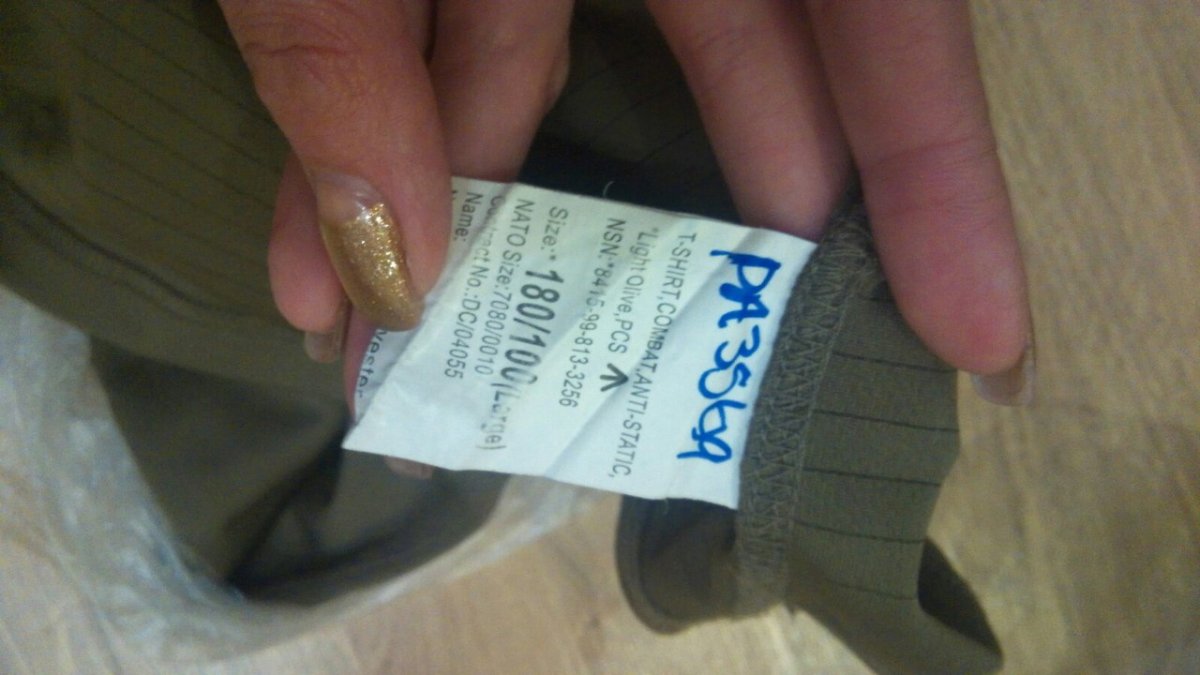 PA3569
T-SHIRT,COMBAT,ANTI-STATIC,
"Light Olive,PCS
NSN:"8415-99-813-3256
Size:"180/100(Large)
NATO Size:7080/0010
Contract No.:DC/04055
Name: